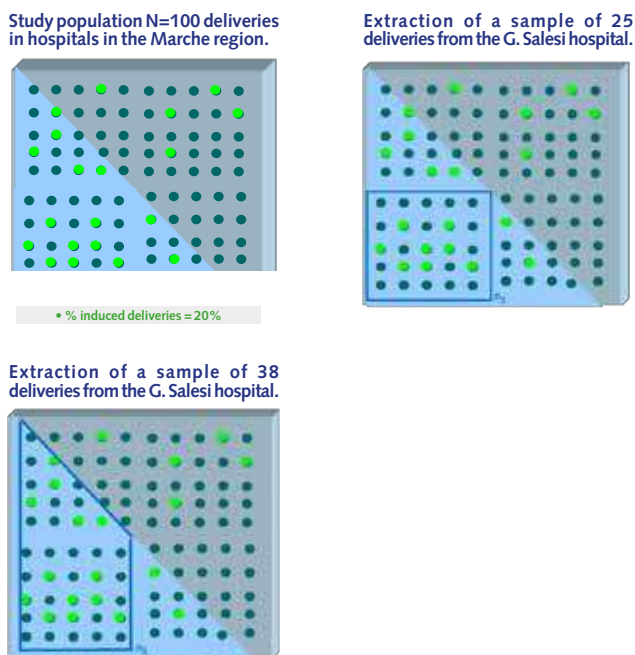 Study population N=100 deliveries
in hospitals in the Marche region.
Extraction of a sample of 25
deliveries from the G. Salesi hospital.
• % induced deliveries = 20%
Extraction of a sample of 38
deliveries from the G. Salesi hospital.